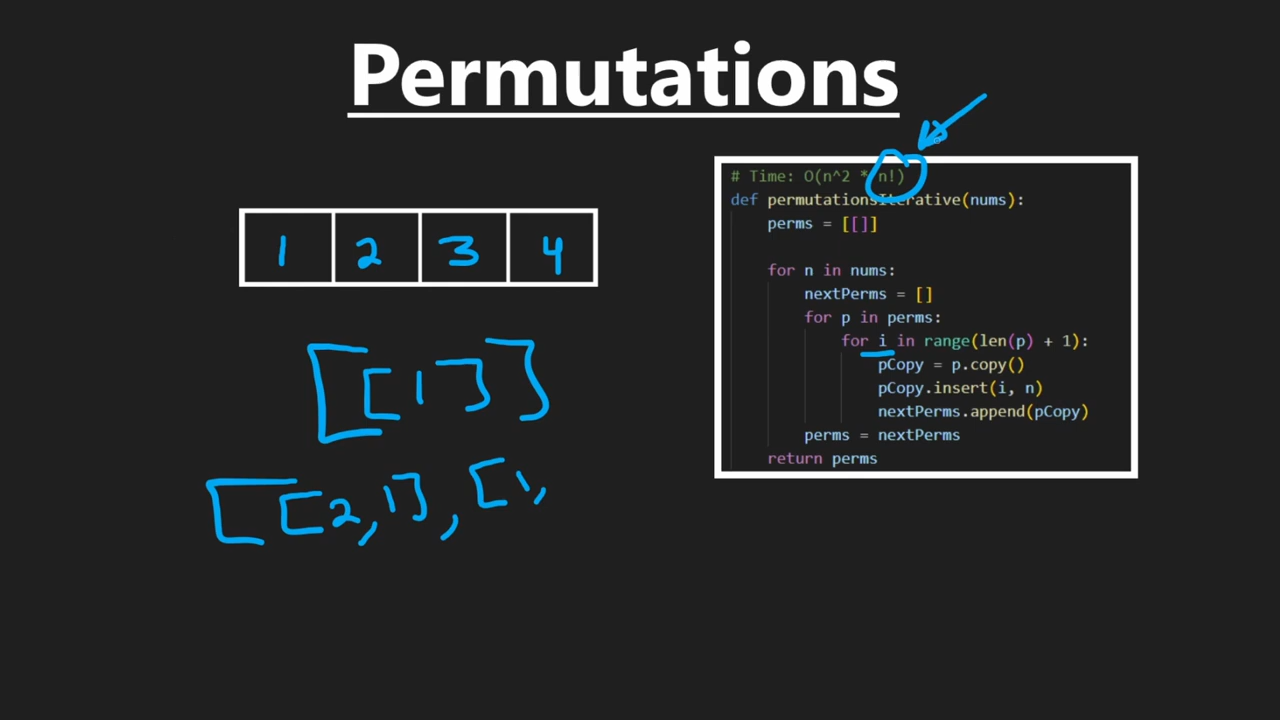 Permutations
1 2 3 4
[[1]]
[[2,1],[1,
# Time: O(n^2 * n!)
def permutationsIterative(nums):
    perms = [[]]
    for n in nums:
        nextPerms = []
        for p in perms:
            for i in range(len(p) + 1):
                pCopy = p.copy()
                pCopy.insert(i, n)
                nextPerms.append(pCopy)
        perms = nextPerms
    return perms